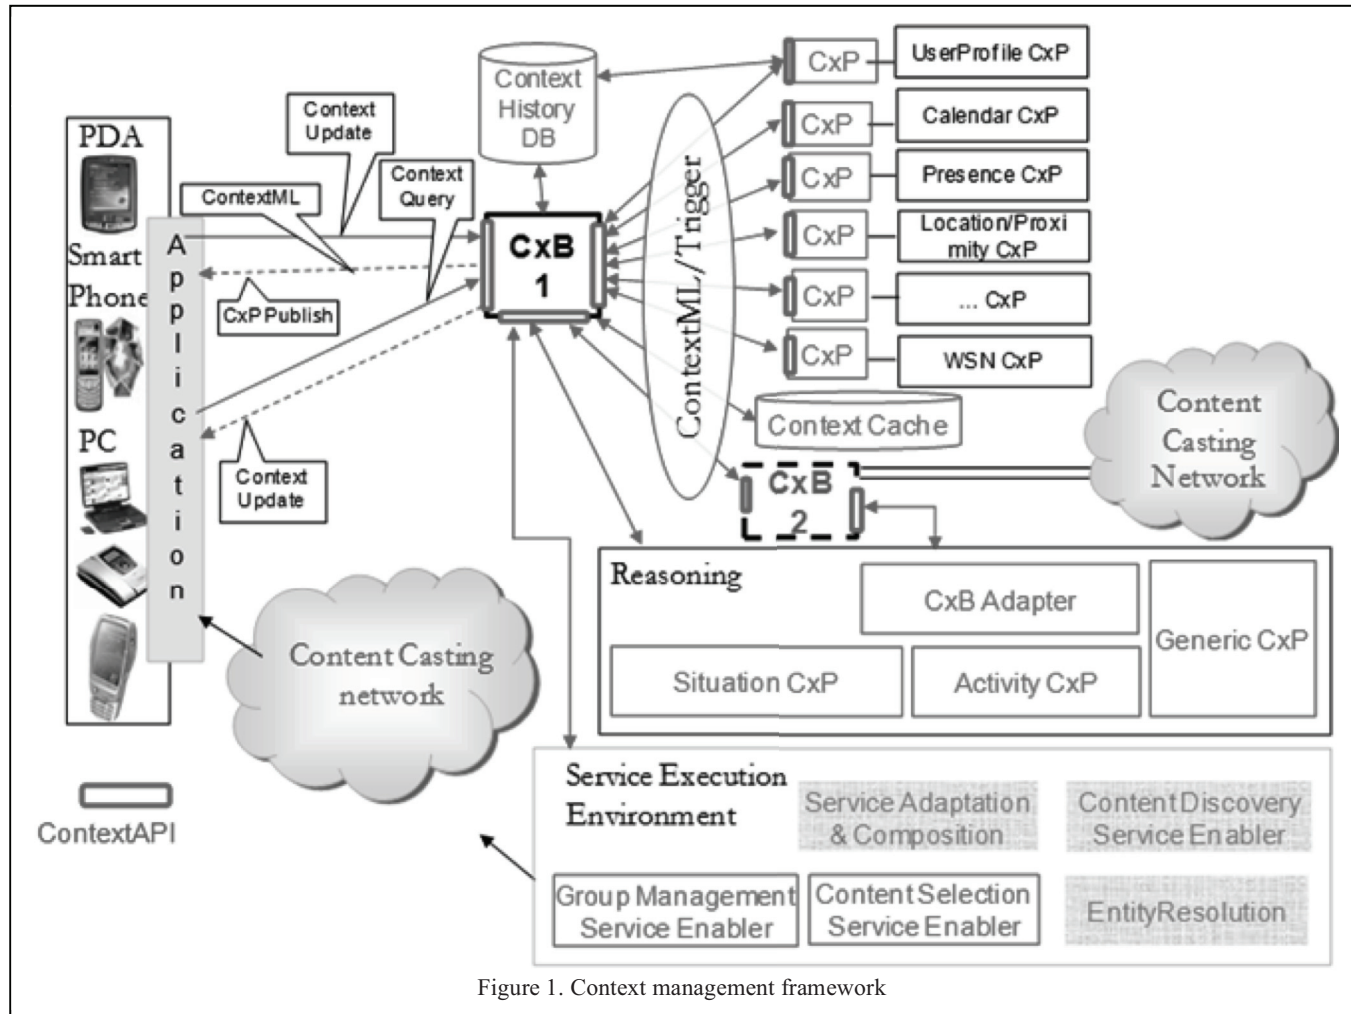 PDA
Smart
Phone
PC
Application
Context
Update
ContextML
Context
Query
CxP Publish
Context
Update
Context
History
DB
CxB
1
ContextML/Trigger
CxP
UserProfile CxP
CxP
Calendar CxP
CxP
Presence CxP
CxP
Location/Proxi
mity CxP
CxP
... CxP
CxP
WSN CxP
Context Cache
CxB
2
Content
Casting
Network
Reasoning
CxB Adapter
Generic CxP
Situation CxP
Activity CxP
Content Casting
network
ContextAPI
Service Execution
Environment
Service Adaptation
& Composition
Content Discovery
Service Enabler
Group Management
Service Enabler
Content Selection
Service Enabler
EntityResolution
Figure 1. Context management framework